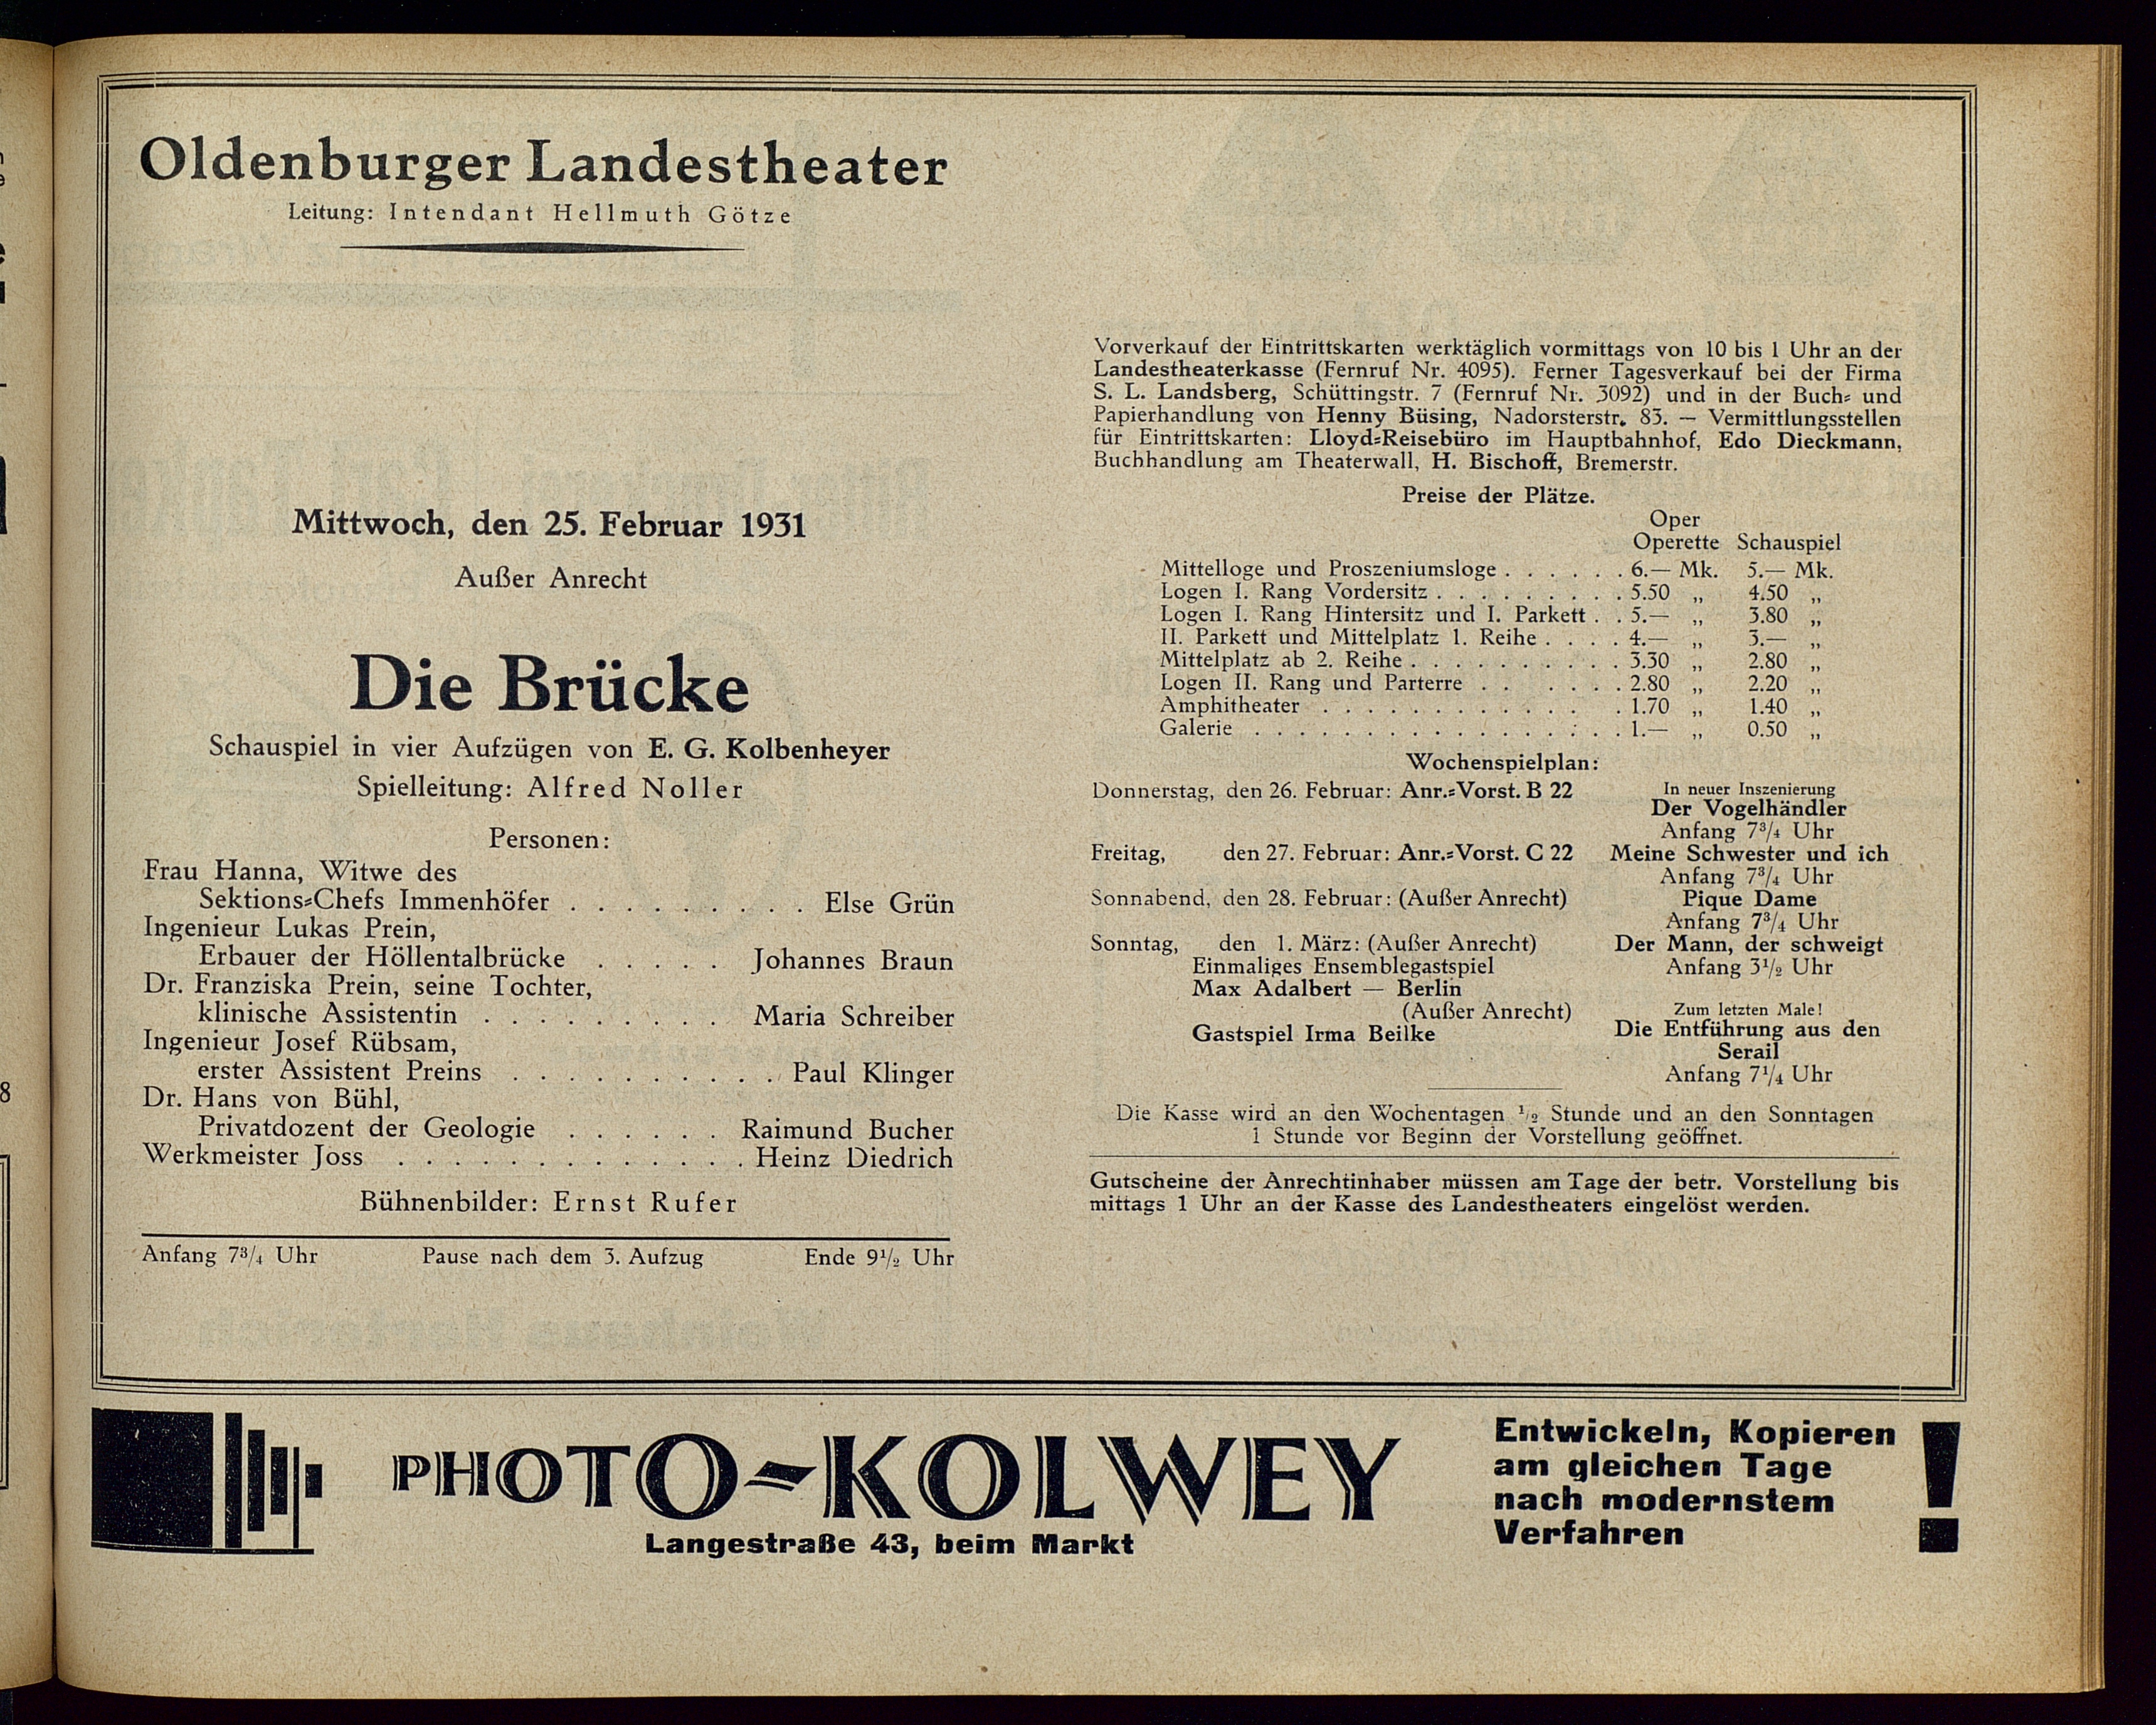 Oldenburger Landestheater
Leitung: Intendant Hellmuth Götze
Mittwoch, den 25. Februar 1931
Außer Anrecht
Die Brücke
Schauspiel in vier Aufzügen von E. G. Kolbenheyer
Spielleitung: Alfred Noller
Personen:
Frau Hanna, Witwe des
Sektions-Chefs Immenhöfer . . . . . . . . . Else Grün
Ingenieur Lukas Prein,
Erbauer der Höllentalbrücke . . . . . Johannes Braun
Dr. Franziska Prein, seine Tochter,
klinische Assistentin . . . . . . . . . Maria Schreiber
Ingenieur Josef Rübsam,
erster Assistent Preins . . . . . . . . . . Paul Klinger
Dr. Hans von Bühl,
Privatdozent der Geologie . . . . . . Raimund Bucher
Werkmeister Joss . . . . . . . . . . . . . Heinz Diedrich
Bühnenbilder: Ernst Rufer
Anfang 7³/₄ Uhr Pause nach dem 3. Aufzug Ende 9¹/₂ Uhr
Vorverkauf der Eintrittskarten werktäglich vormittags von 10 bis 1 Uhr an der
Landestheaterkasse (Fernruf Nr. 4095). Ferner Tagesverkauf bei der Firma
S. L. Landsberg, Schüttingstr. 7 (Fernruf Nr. 3092) und in der Buch- und
Papierhandlung von Henny Büsing, Nadorsterstr. 83. — Vermittlungsstellen
für Eintrittskarten: Lloyd-Reisebüro im Hauptbahnhof, Edo Dieckmann,
Buchhandlung am Theaterwall, H. Bischoff, Bremerstr.
Preise der Plätze.
Oper
Operette Schauspiel
Mittelloge und Proszeniumsloge . . . . . . 6.— Mk. 5.— Mk.
Logen I. Rang Vordersitz . . . . . . . . . 5.50 „ 4.50 „
Logen I. Rang Hintersitz und I. Parkett . . 5.— „ 3.80 „
II. Parkett und Mittelplatz 1. Reihe . . . . 4.— „ 3.— „
Mittelplatz ab 2. Reihe . . . . . . . . . . 3.30 „ 2.80 „
Logen II. Rang und Parterre . . . . . . 2.80 „ 2.20 „
Amphitheater . . . . . . . . . . . . 1.70 „ 1.40 „
Galerie . . . . . . . . . . . . . . . . 1.— „ 0.50 „
Wochenspielplan:
Donnerstag, den 26. Februar: Anr.-Vorst. B 22 In neuer Inszenierung
Der Vogelhändler
Anfang 7³/₄ Uhr
Freitag, den 27. Februar: Anr.-Vorst. C 22 Meine Schwester und ich
Anfang 7³/₄ Uhr
Sonnabend, den 28. Februar: (Außer Anrecht) Pique Dame
Anfang 7³/₄ Uhr
Sonntag, den 1. März: (Außer Anrecht) Der Mann, der schweigt
Einmaliges Ensemblegastspiel Anfang 3¹/₂ Uhr
Max Adalbert — Berlin
(Außer Anrecht) Zum letzten Male!
Gastspiel Irma Beilke Die Entführung aus den
Serail
Anfang 7¹/₄ Uhr
Die Kasse wird an den Wochentagen ¹/₂ Stunde und an den Sonntagen
1 Stunde vor Beginn der Vorstellung geöffnet.
Gutscheine der Anrechtinhaber müssen am Tage der betr. Vorstellung bis
mittags 1 Uhr an der Kasse des Landestheaters eingelöst werden.
PHOTO-KOLWEY
Langestraße 43, beim Markt
Entwickeln, Kopieren
am gleichen Tage
nach modernstem
Verfahren !